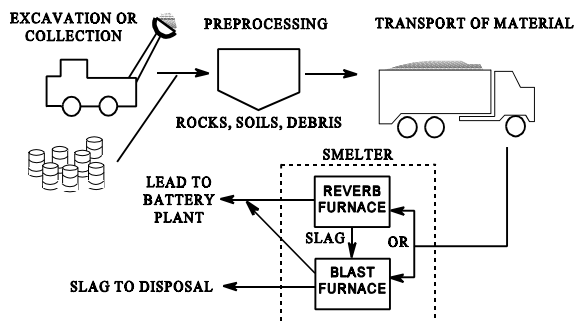 EXCAVATION OR
COLLECTION
PREPROCESSING
TRANSPORT OF MATERIAL
ROCKS, SOILS, DEBRIS
SMELTER
LEAD TO
BATTERY
PLANT
REVERB
FURNACE
SLAG
OR
BLAST
FURNACE
SLAG TO DISPOSAL